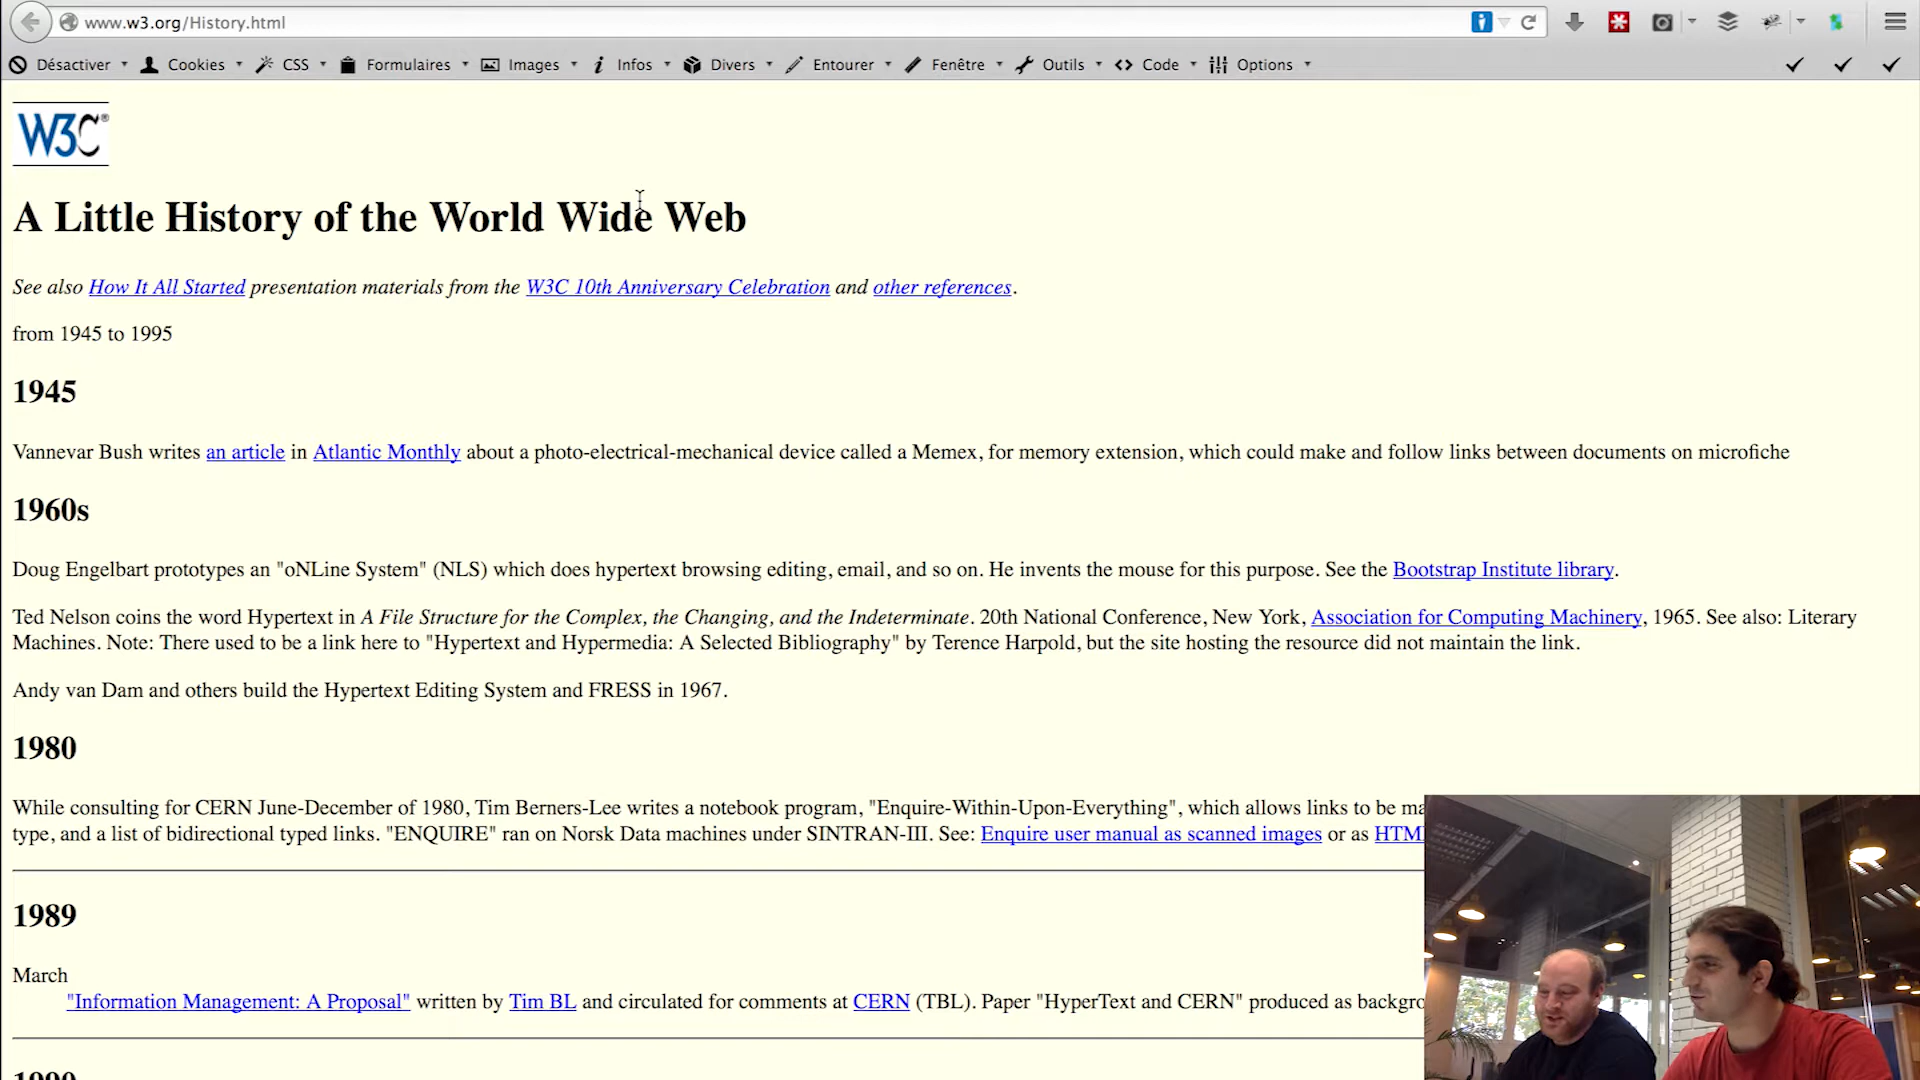 www.w3.org/History.html
Désactiver Cookies CSS Formulaires Images Infos Divers Entourer Fenêtre Outils Code Options
W3C®
A Little History of the World Wide Web
See also How It All Started presentation materials from the W3C 10th Anniversary Celebration and other references.
from 1945 to 1995
1945
Vannevar Bush writes an article in Atlantic Monthly about a photo-electrical-mechanical device called a Memex, for memory extension, which could make and follow links between documents on microfiche
1960s
Doug Engelbart prototypes an "oNLine System" (NLS) which does hypertext browsing editing, email, and so on. He invents the mouse for this purpose. See the Bootstrap Institute library.
Ted Nelson coins the word Hypertext in A File Structure for the Complex, the Changing, and the Indeterminate. 20th National Conference, New York, Association for Computing Machinery, 1965. See also: Literary
Machines. Note: There used to be a link here to "Hypertext and Hypermedia: A Selected Bibliography" by Terence Harpold, but the site hosting the resource did not maintain the link.
Andy van Dam and others build the Hypertext Editing System and FRESS in 1967.
1980
While consulting for CERN June-December of 1980, Tim Berners-Lee writes a notebook program, "Enquire-Within-Upon-Everything", which allows links to be ma
type, and a list of bidirectional typed links. "ENQUIRE" ran on Norsk Data machines under SINTRAN-III. See: Enquire user manual as scanned images or as HTM
1989
March
"Information Management: A Proposal" written by Tim BL and circulated for comments at CERN (TBL). Paper "HyperText and CERN" produced as backgro
1990